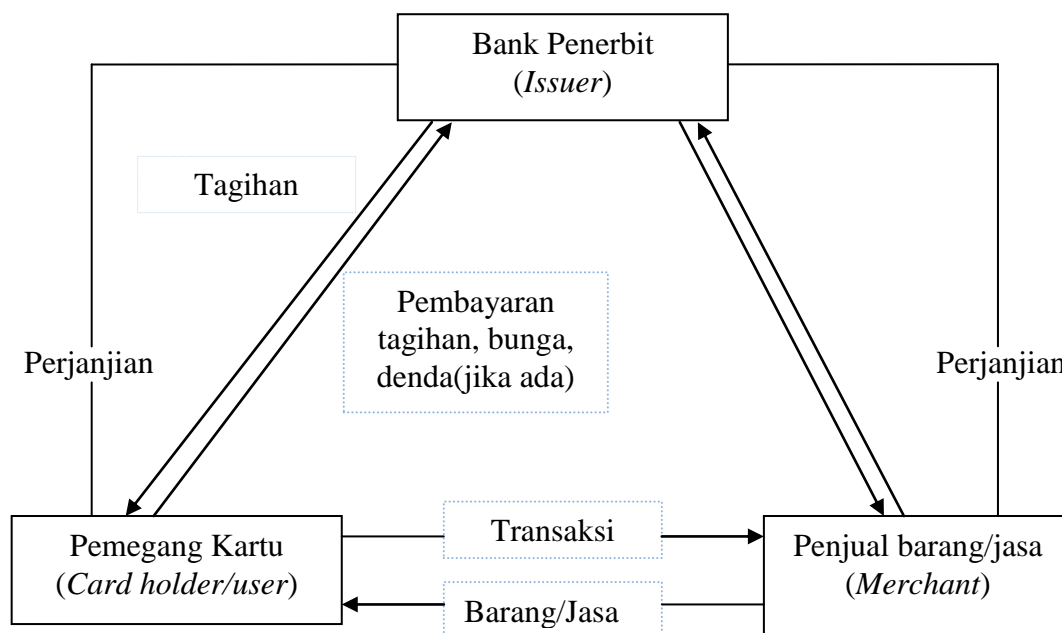 Bank Penerbit
(Issuer)
Tagihan
Pembayaran
tagihan, bunga,
denda(jika ada)
Perjanjian
Perjanjian
Pemegang Kartu
(Card holder/user)
Transaksi
Barang/Jasa
Penjual barang/jasa
(Merchant)